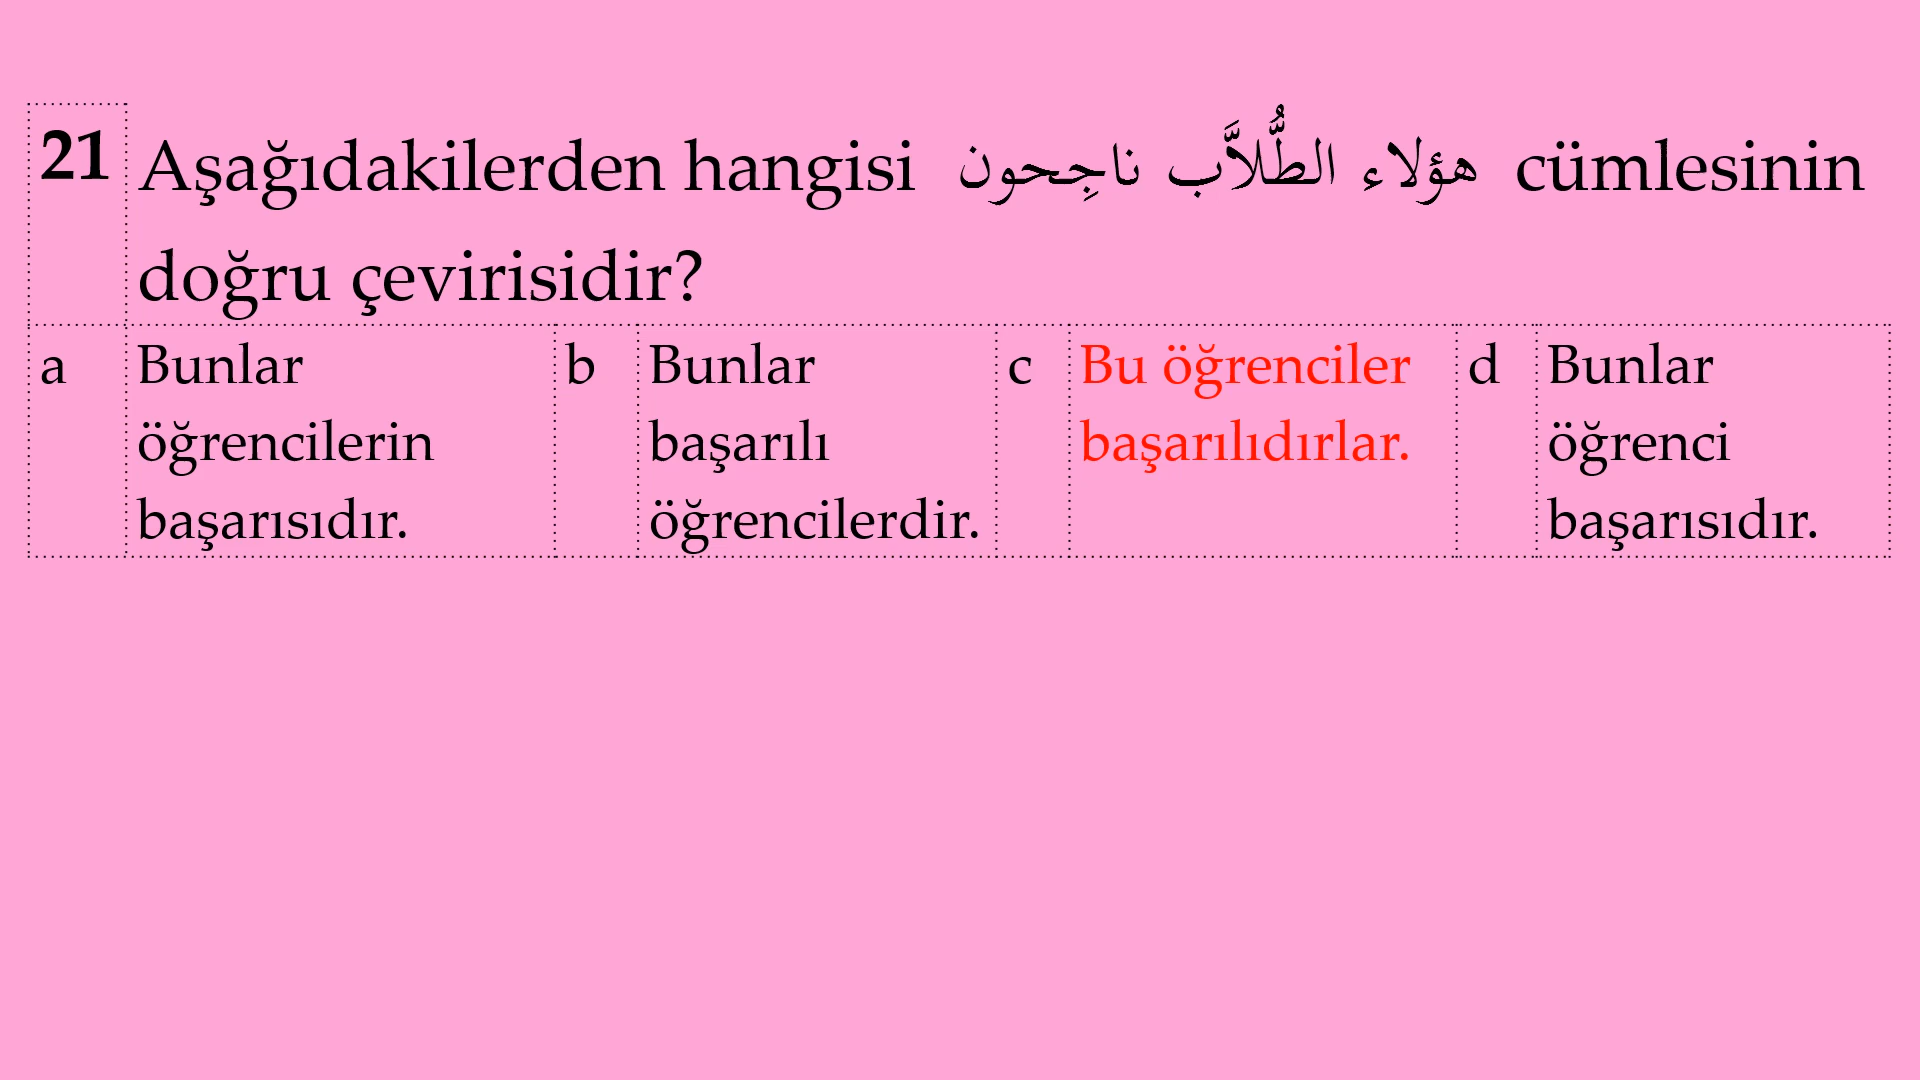 21 Aşağıdakilerden hangisi هؤلاء الطُّلاَّب ناجِحون cümlesinin
doğru çevirisidir?
a Bunlar
öğrencilerin
başarısıdır.
b Bunlar
başarılı
öğrencilerdir.
c Bu öğrenciler
başarılıdırlar.
d Bunlar
öğrenci
başarısıdır.